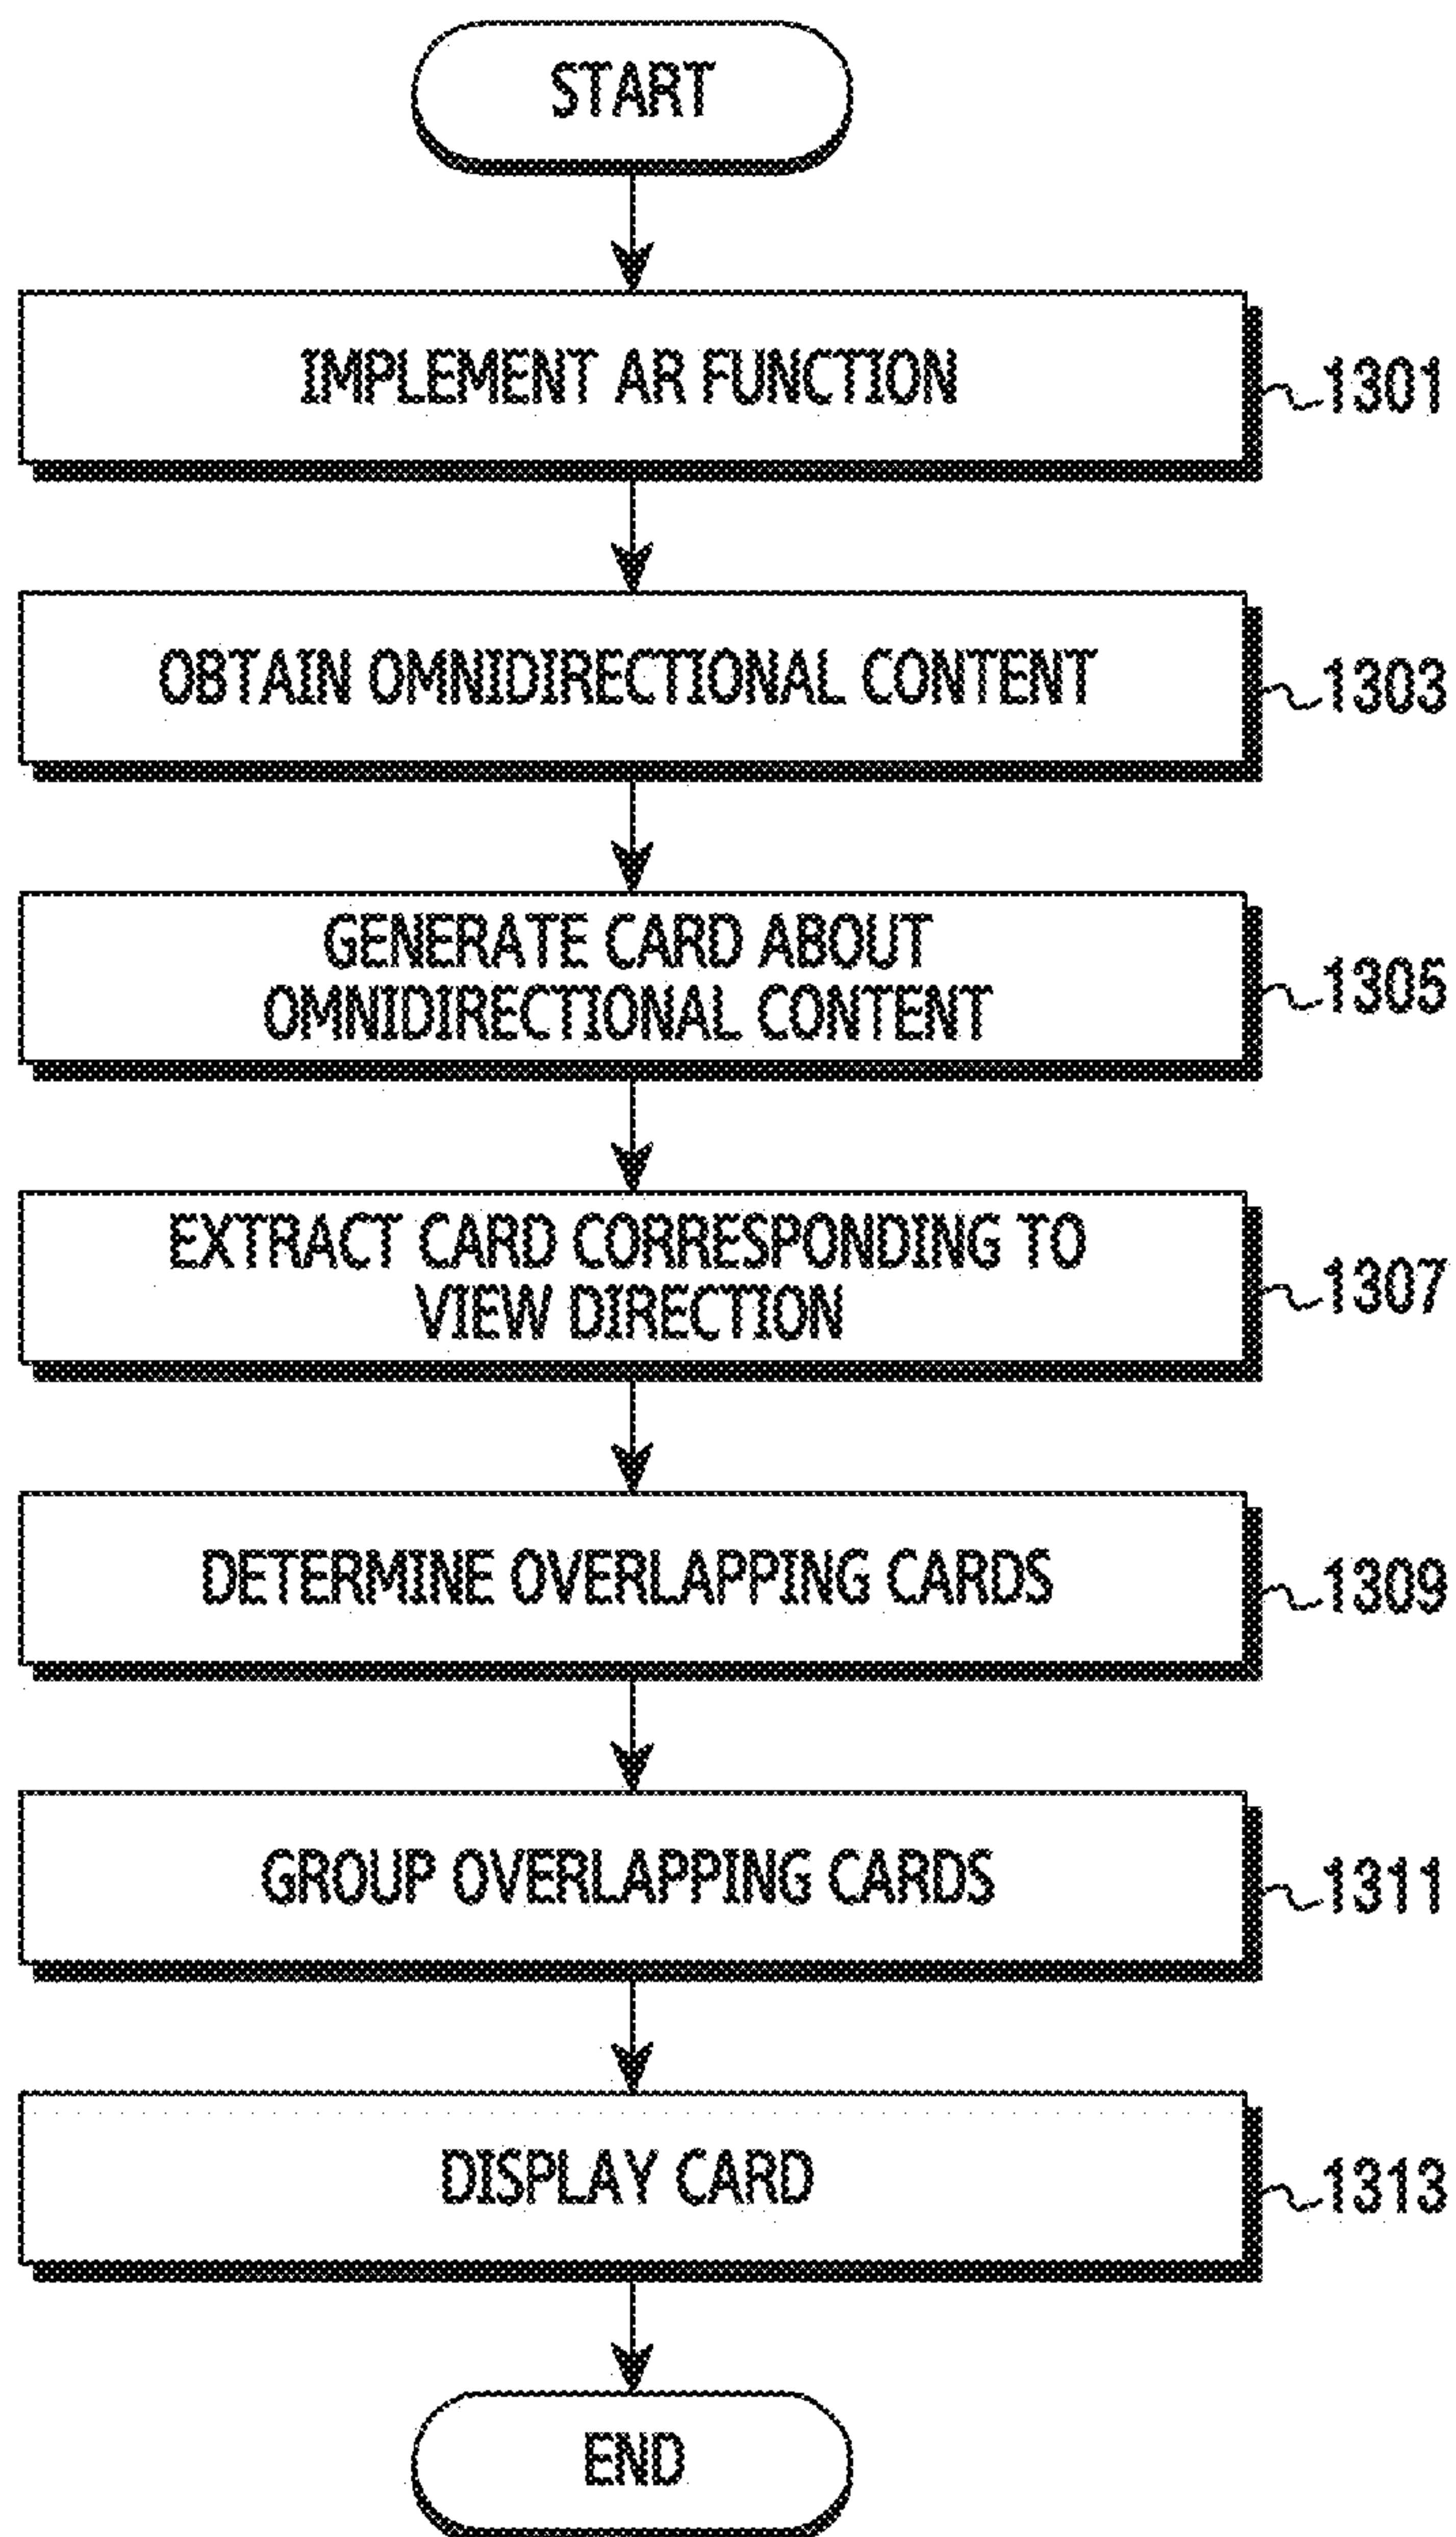 START
IMPLEMENT AR FUNCTION
1301
OBTAIN OMNIDIRECTIONAL CONTENT
1303
GENERATE CARD ABOUT
OMNIDIRECTIONAL CONTENT
1305
EXTRACT CARD CORRESPONDING TO
VIEW DIRECTION
1307
DETERMINE OVERLAPPING CARDS
1309
GROUP OVERLAPPING CARDS
1311
DISPLAY CARD
1313
END